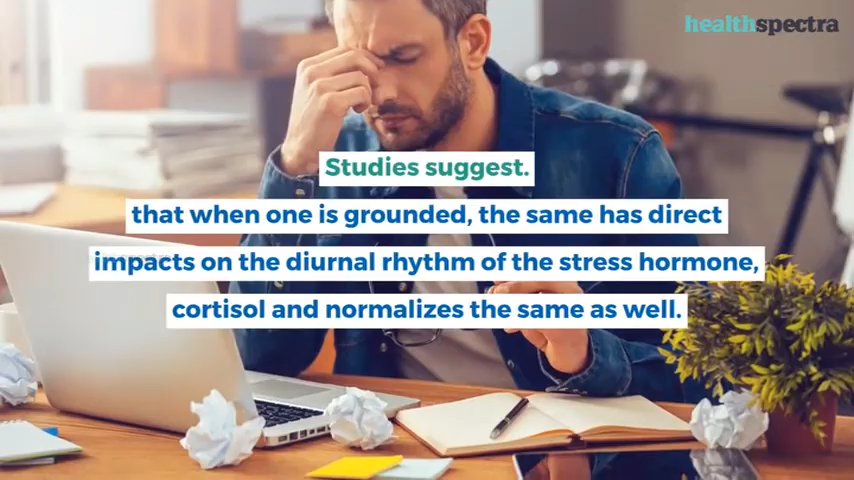 healthspectra
Studies suggest.
that when one is grounded, the same has direct
impacts on the diurnal rhythm of the stress hormone,
cortisol and normalizes the same as well.